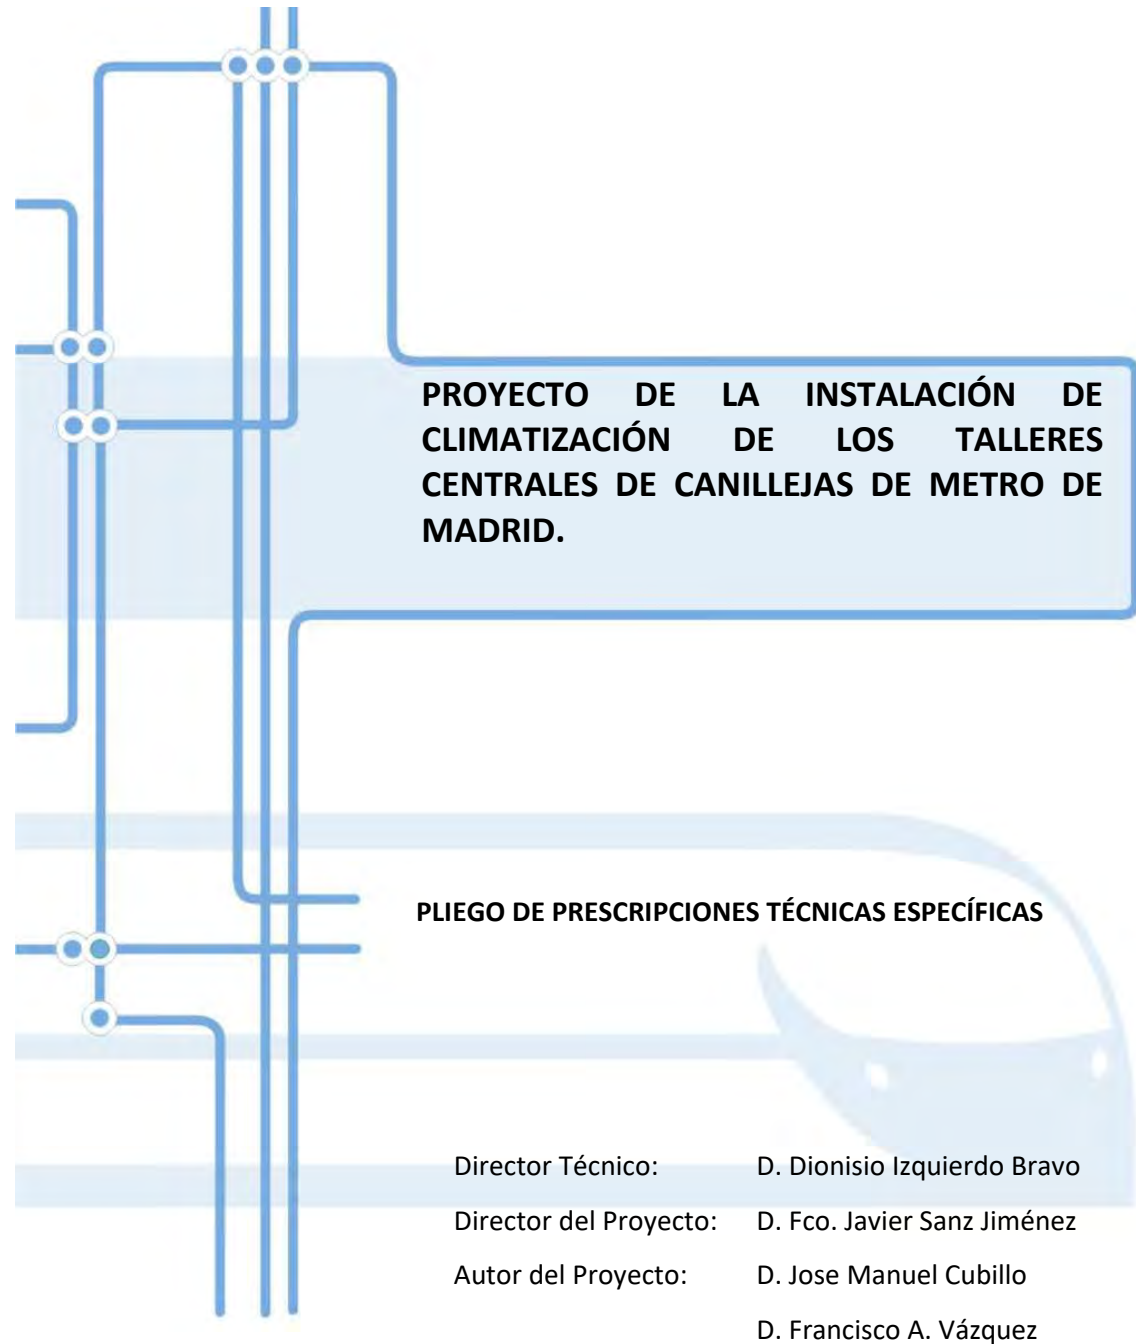 PROYECTO DE LA INSTALACIÓN DE
CLIMATIZACIÓN DE LOS TALLERES
CENTRALES DE CANILLEJAS DE METRO DE
MADRID.
PLIEGO DE PRESCRIPCIONES TÉCNICAS ESPECÍFICAS
Director Técnico: D. Dionisio Izquierdo Bravo
Director del Proyecto: D. Fco. Javier Sanz Jiménez
Autor del Proyecto: D. Jose Manuel Cubillo
D. Francisco A. Vázquez